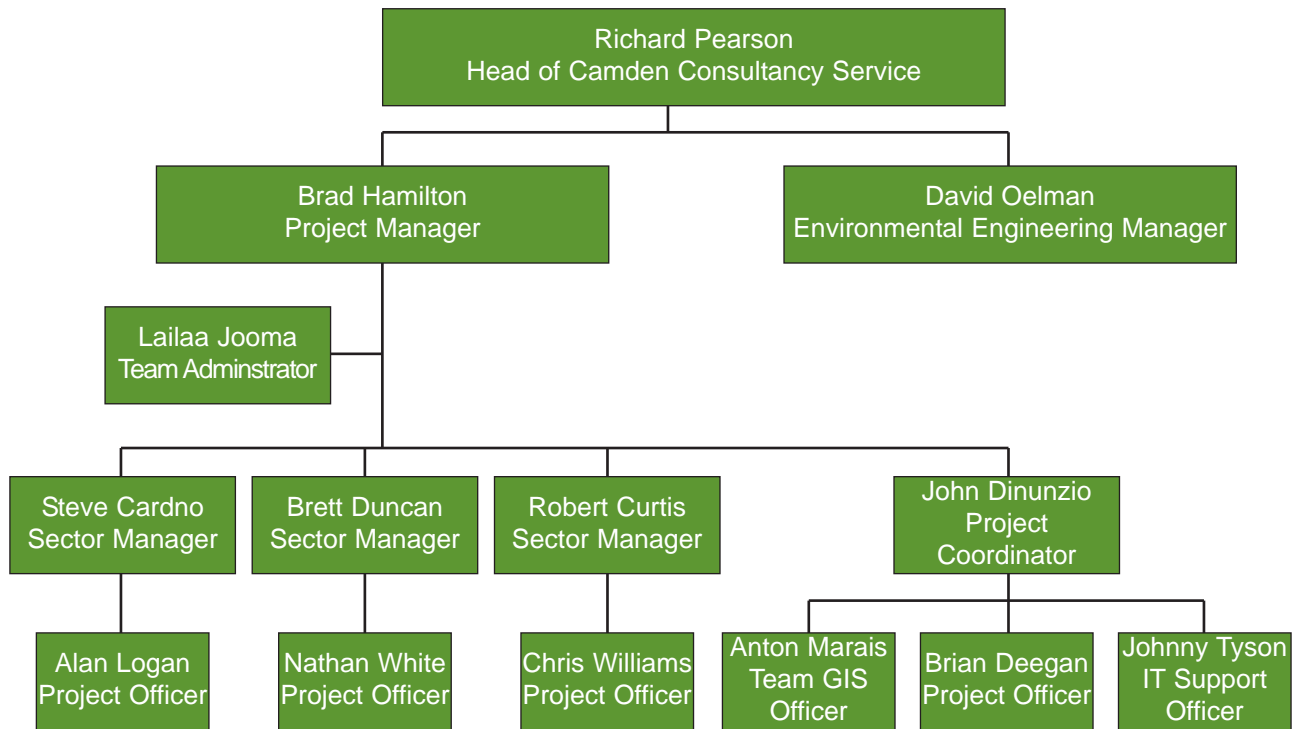 Richard Pearson
Head of Camden Consultancy Service
Brad Hamilton
Project Manager
David Oelman
Environmental Engineering Manager
Lailaa Jooma
Team Adminstrator
Steve Cardno
Sector Manager
Brett Duncan
Sector Manager
Robert Curtis
Sector Manager
John Dinunzio
Project
Coordinator
Alan Logan
Project Officer
Nathan White
Project Officer
Chris Williams
Project Officer
Anton Marais
Team GIS
Officer
Brian Deegan
Project Officer
Johnny Tyson
IT Support
Officer